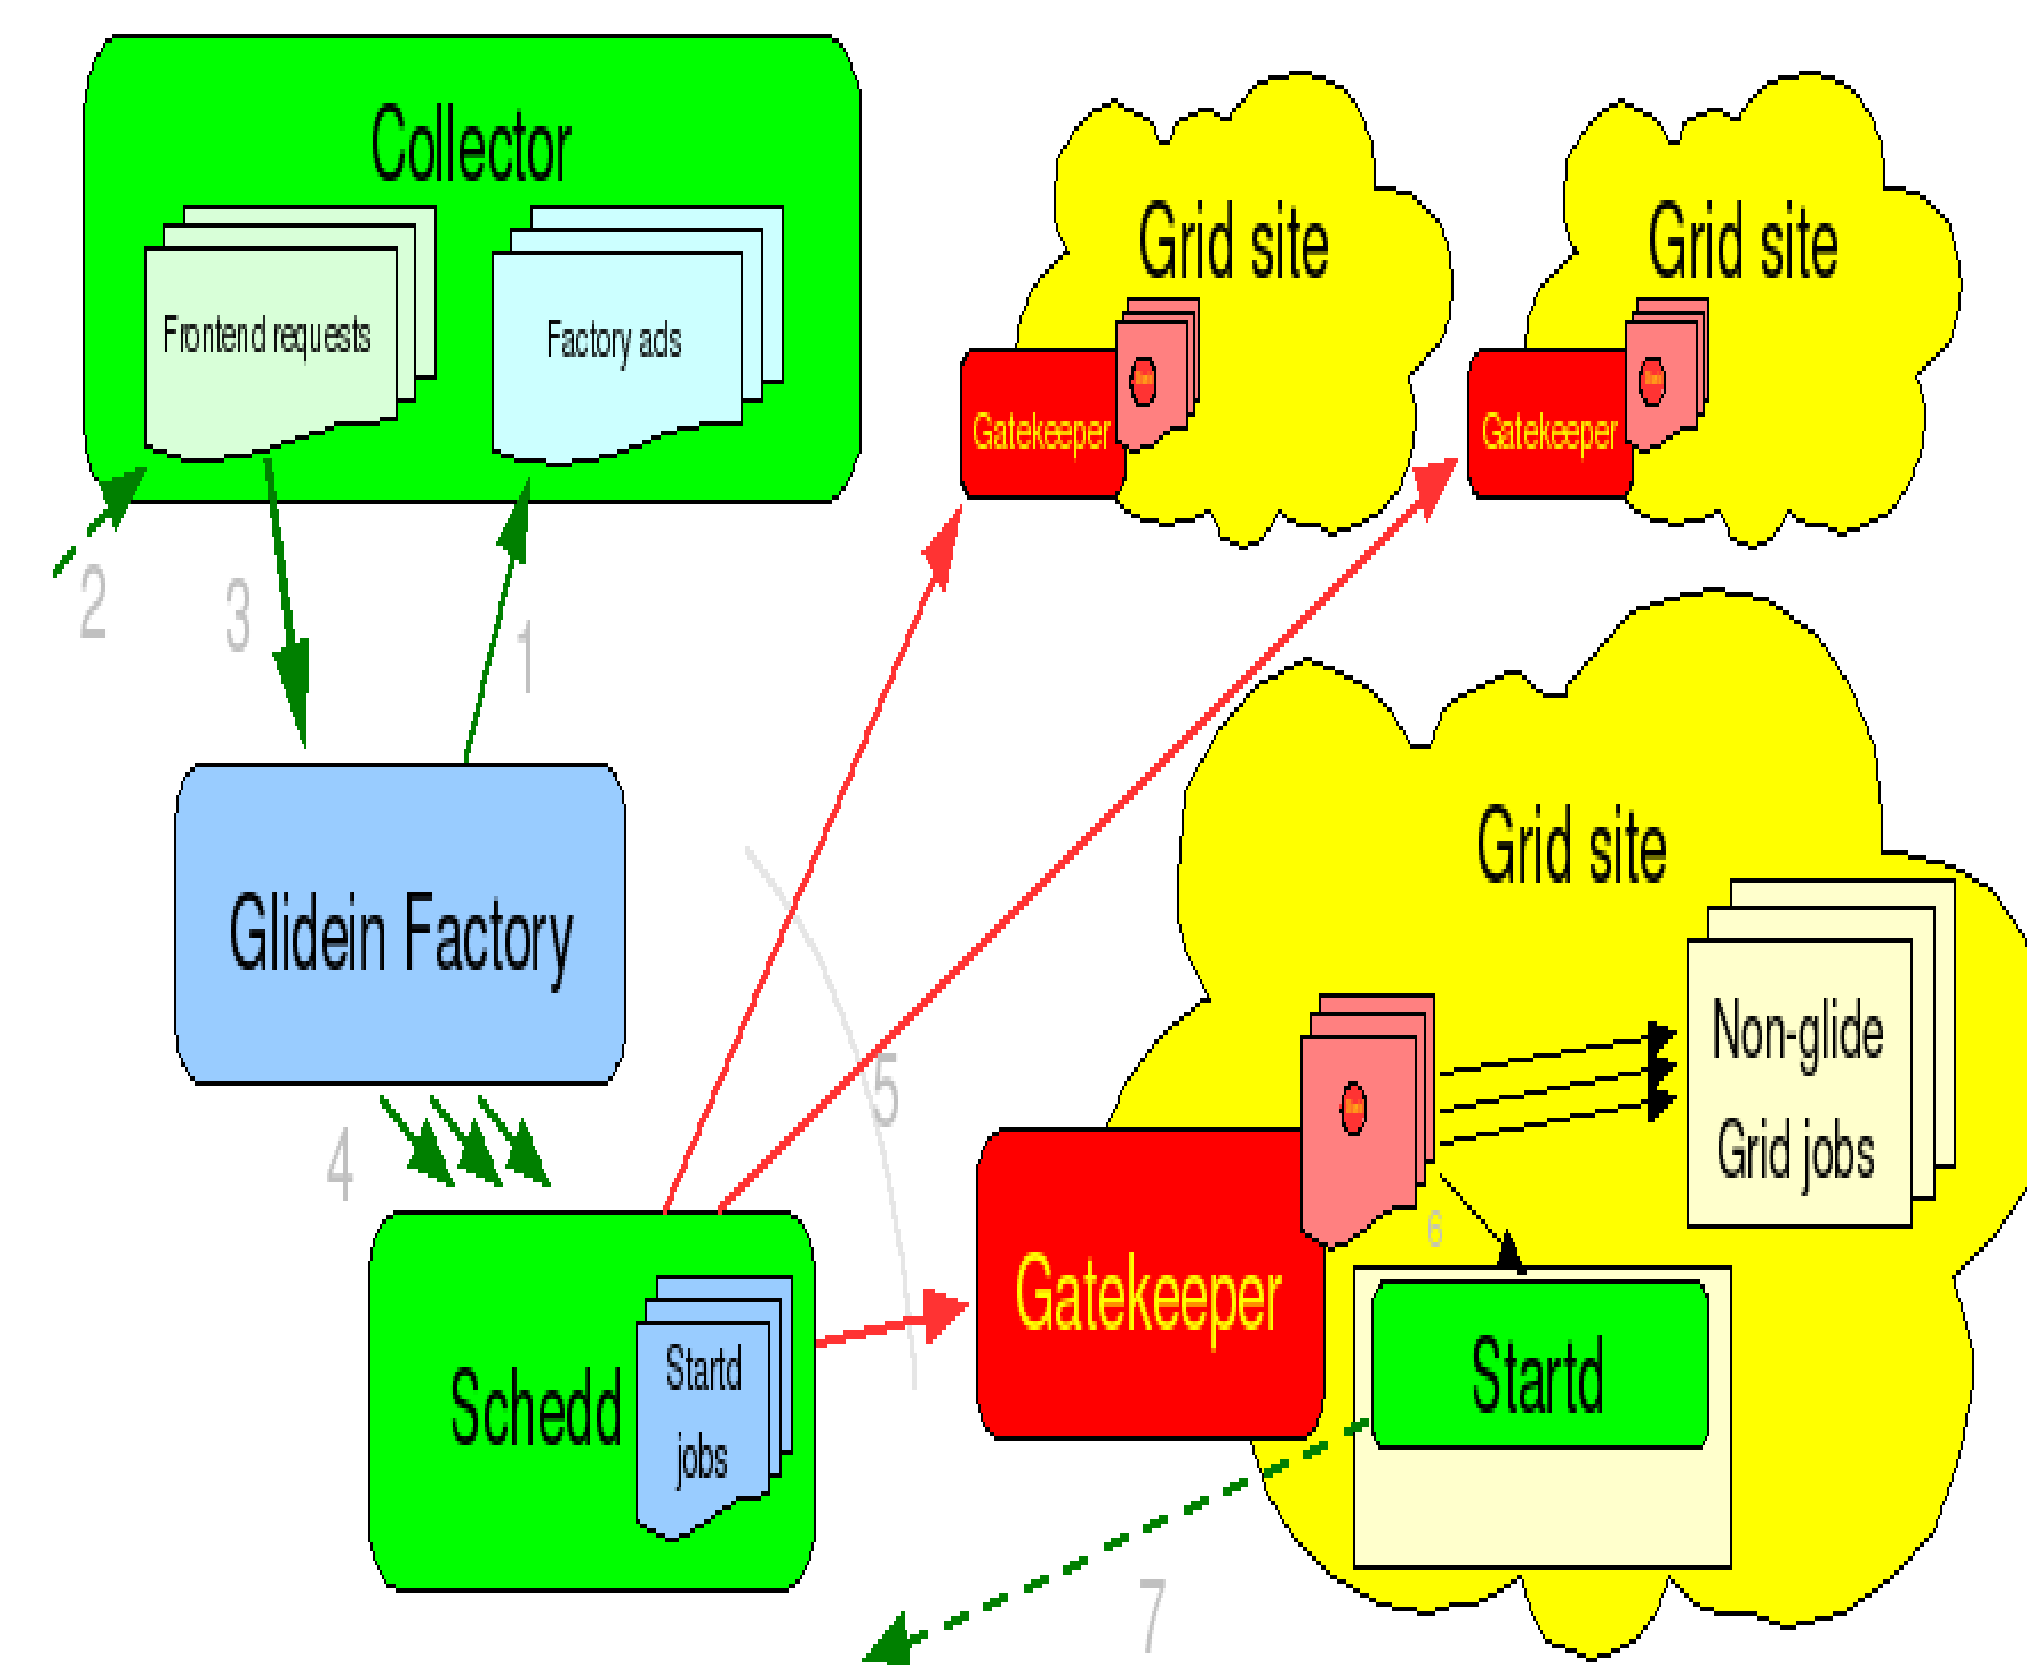 Collector
Frontend requests
Factory ads
Grid site
Gatekeeper
Grid site
Gatekeeper
2
3
1
Glidein Factory
4
5
Schedd
Startd
jobs
Grid site
Non-glide
Grid jobs
Gatekeeper
6
Startd
7